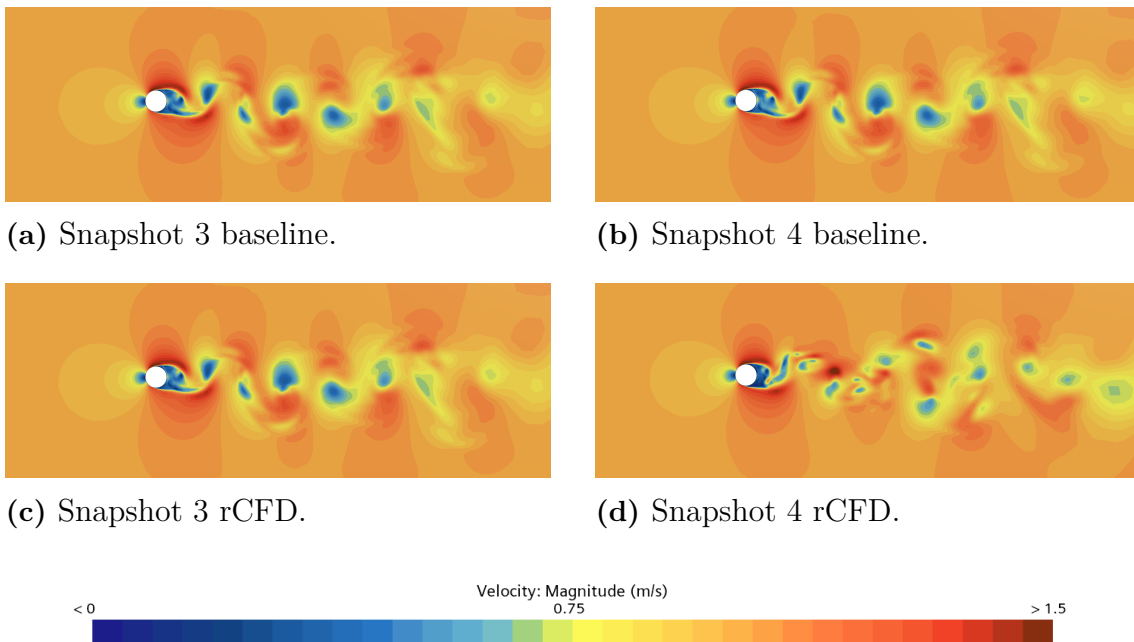 (a) Snapshot 3 baseline.
(b) Snapshot 4 baseline.
(c) Snapshot 3 rCFD.
(d) Snapshot 4 rCFD.
Velocity: Magnitude (m/s)
< 0 0.75 > 1.5